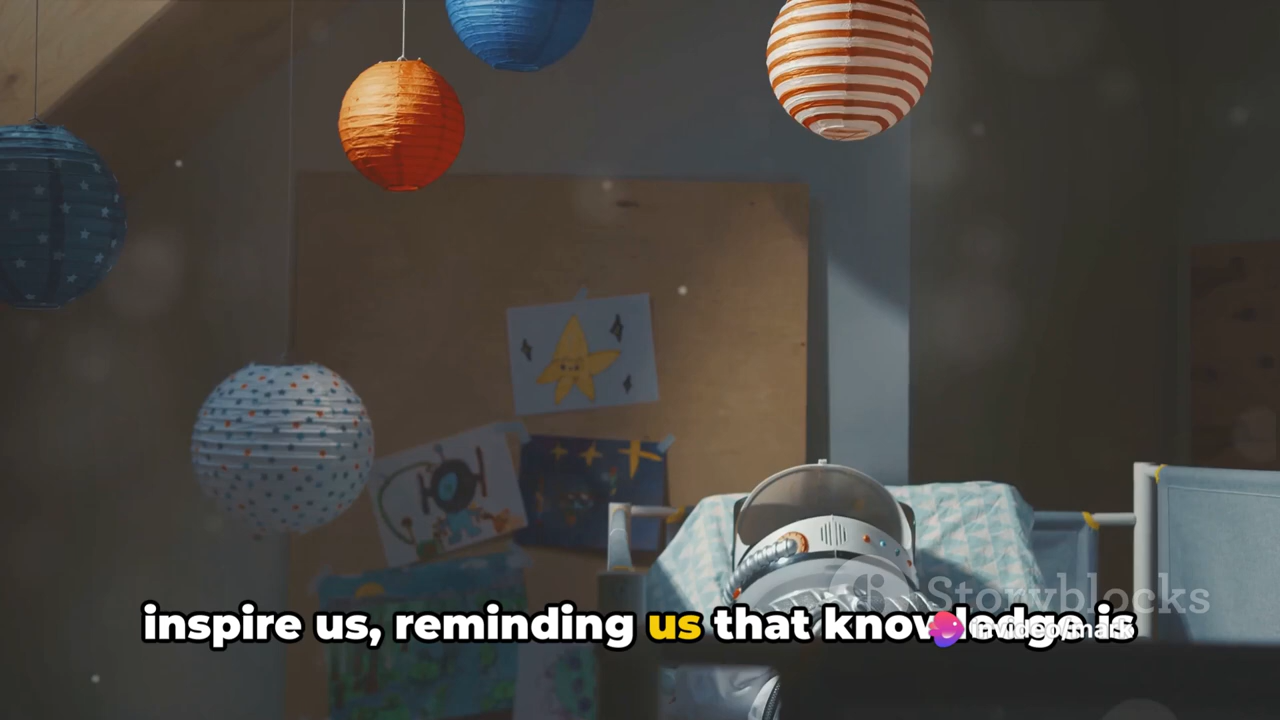 Storyblocks
inspire us, reminding us that knowledge is